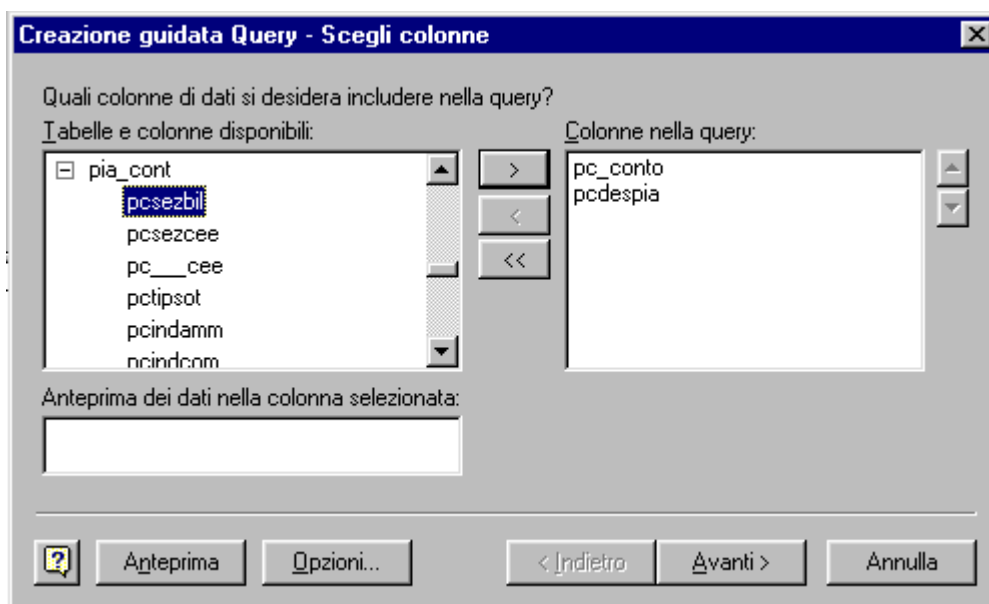 Creazione guidata Query - Scegli colonne
Quali colonne di dati si desidera includere nella query?
Tabelle e colonne disponibili:
Colonne nella query:
pia_cont
pcsezbil
pcsezcee
pc___cee
pctipsot
pcindamm
pcindcom
>
<
<<
pc_conto
pcdespia
Anteprima dei dati nella colonna selezionata:
?
Anteprima
Opzioni...
< Indietro
Avanti >
Annulla